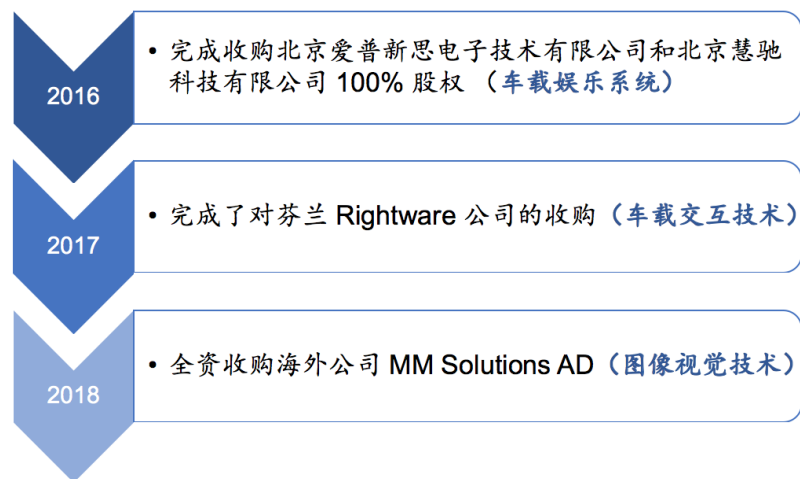 2016
• 完成收购北京爱普新思电子技术有限公司和北京慧驰
科技有限公司 100% 股权 （车载娱乐系统）
2017
• 完成了对芬兰 Rightware 公司的收购（车载交互技术）
2018
• 全资收购海外公司 MM Solutions AD（图像视觉技术）